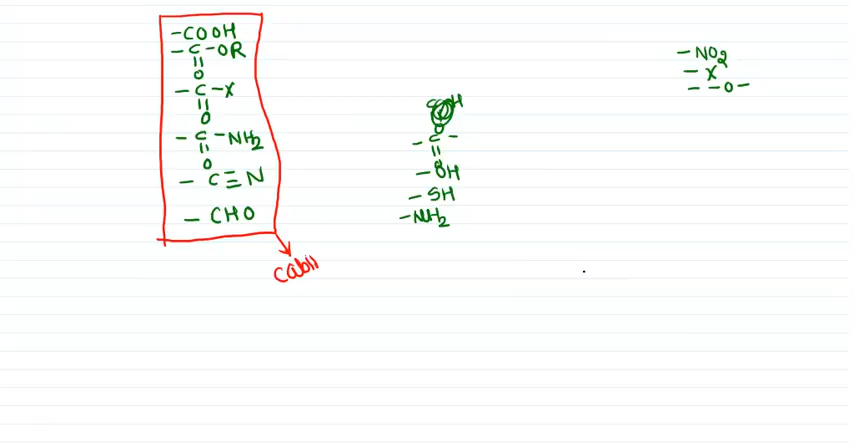 -COOH
-C-OR
||
O
-C-X
||
O
-C-NH2
||
O
-C≡N
-CHO
-C-
||
-OH
-SH
-NH2
-NO2
-X
--O-